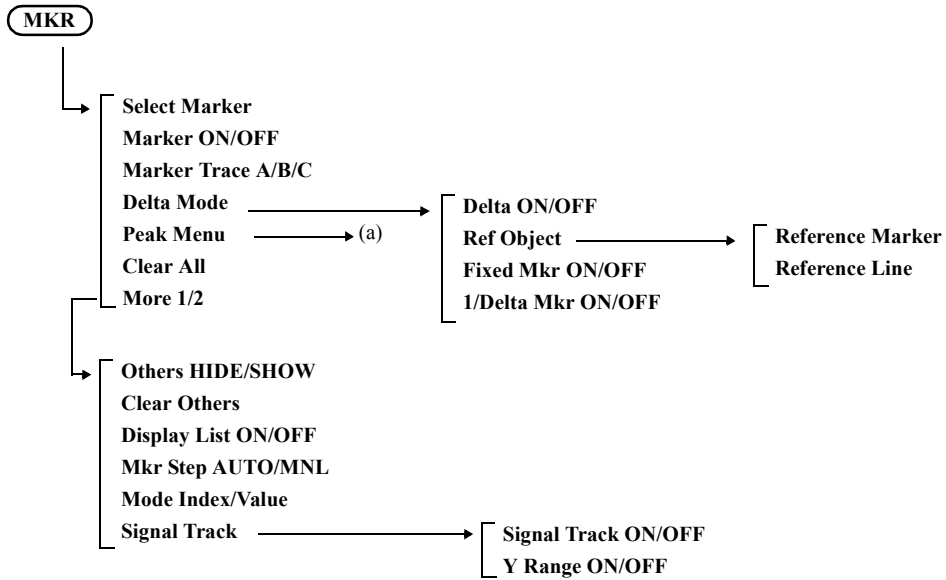 MKR
Select Marker
Marker ON/OFF
Marker Trace A/B/C
Delta Mode
Peak Menu
(a)
Clear All
More 1/2
Delta ON/OFF
Ref Object
Fixed Mkr ON/OFF
1/Delta Mkr ON/OFF
Reference Marker
Reference Line
Others HIDE/SHOW
Clear Others
Display List ON/OFF
Mkr Step AUTO/MNL
Mode Index/Value
Signal Track
Signal Track ON/OFF
Y Range ON/OFF